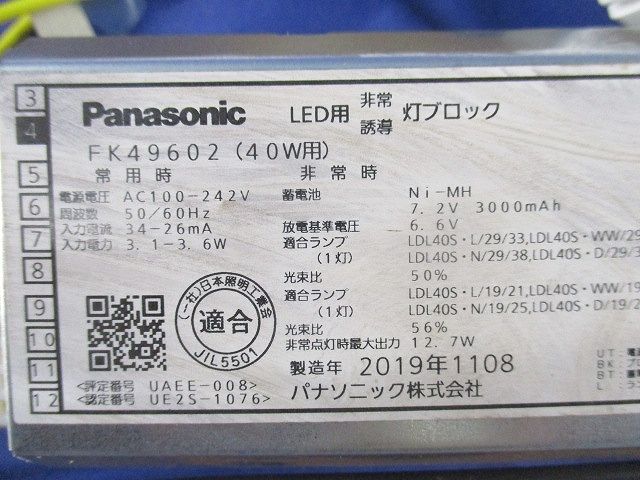 3
4
5
6
7
8
9
10
11
12
Panasonic LED用 非常 誘導 灯ブロック
FK49602 (40W用)
常用時
電源電圧 AC100-242V
周波数 50/60Hz
入力電流 34-26mA
入力電力 3.1-3.6W
非常時
蓄電池 Ni-MH
7.2V 3000mAh
放電基準電圧 6.6V
適合ランプ LDL40S・L/29/33,LDL40S・WW/29
(1灯) LDL40S・N/29/38,LDL40S・D/29/3
光束比 50%
適合ランプ LDL40S・L/19/21,LDL40S・WW/19
(1灯) LDL40S・N/19/25,LDL40S・D/19/2
光束比 56%
非常点灯時最大出力 12.7W
(一社)日本照明工業会
適合
JIL5501
製造年 2019年1108
<評定番号 UAEE-008>
<認定番号 UE2S-1076>
パナソニック株式会社
UT:電
BK:
BT:
L: